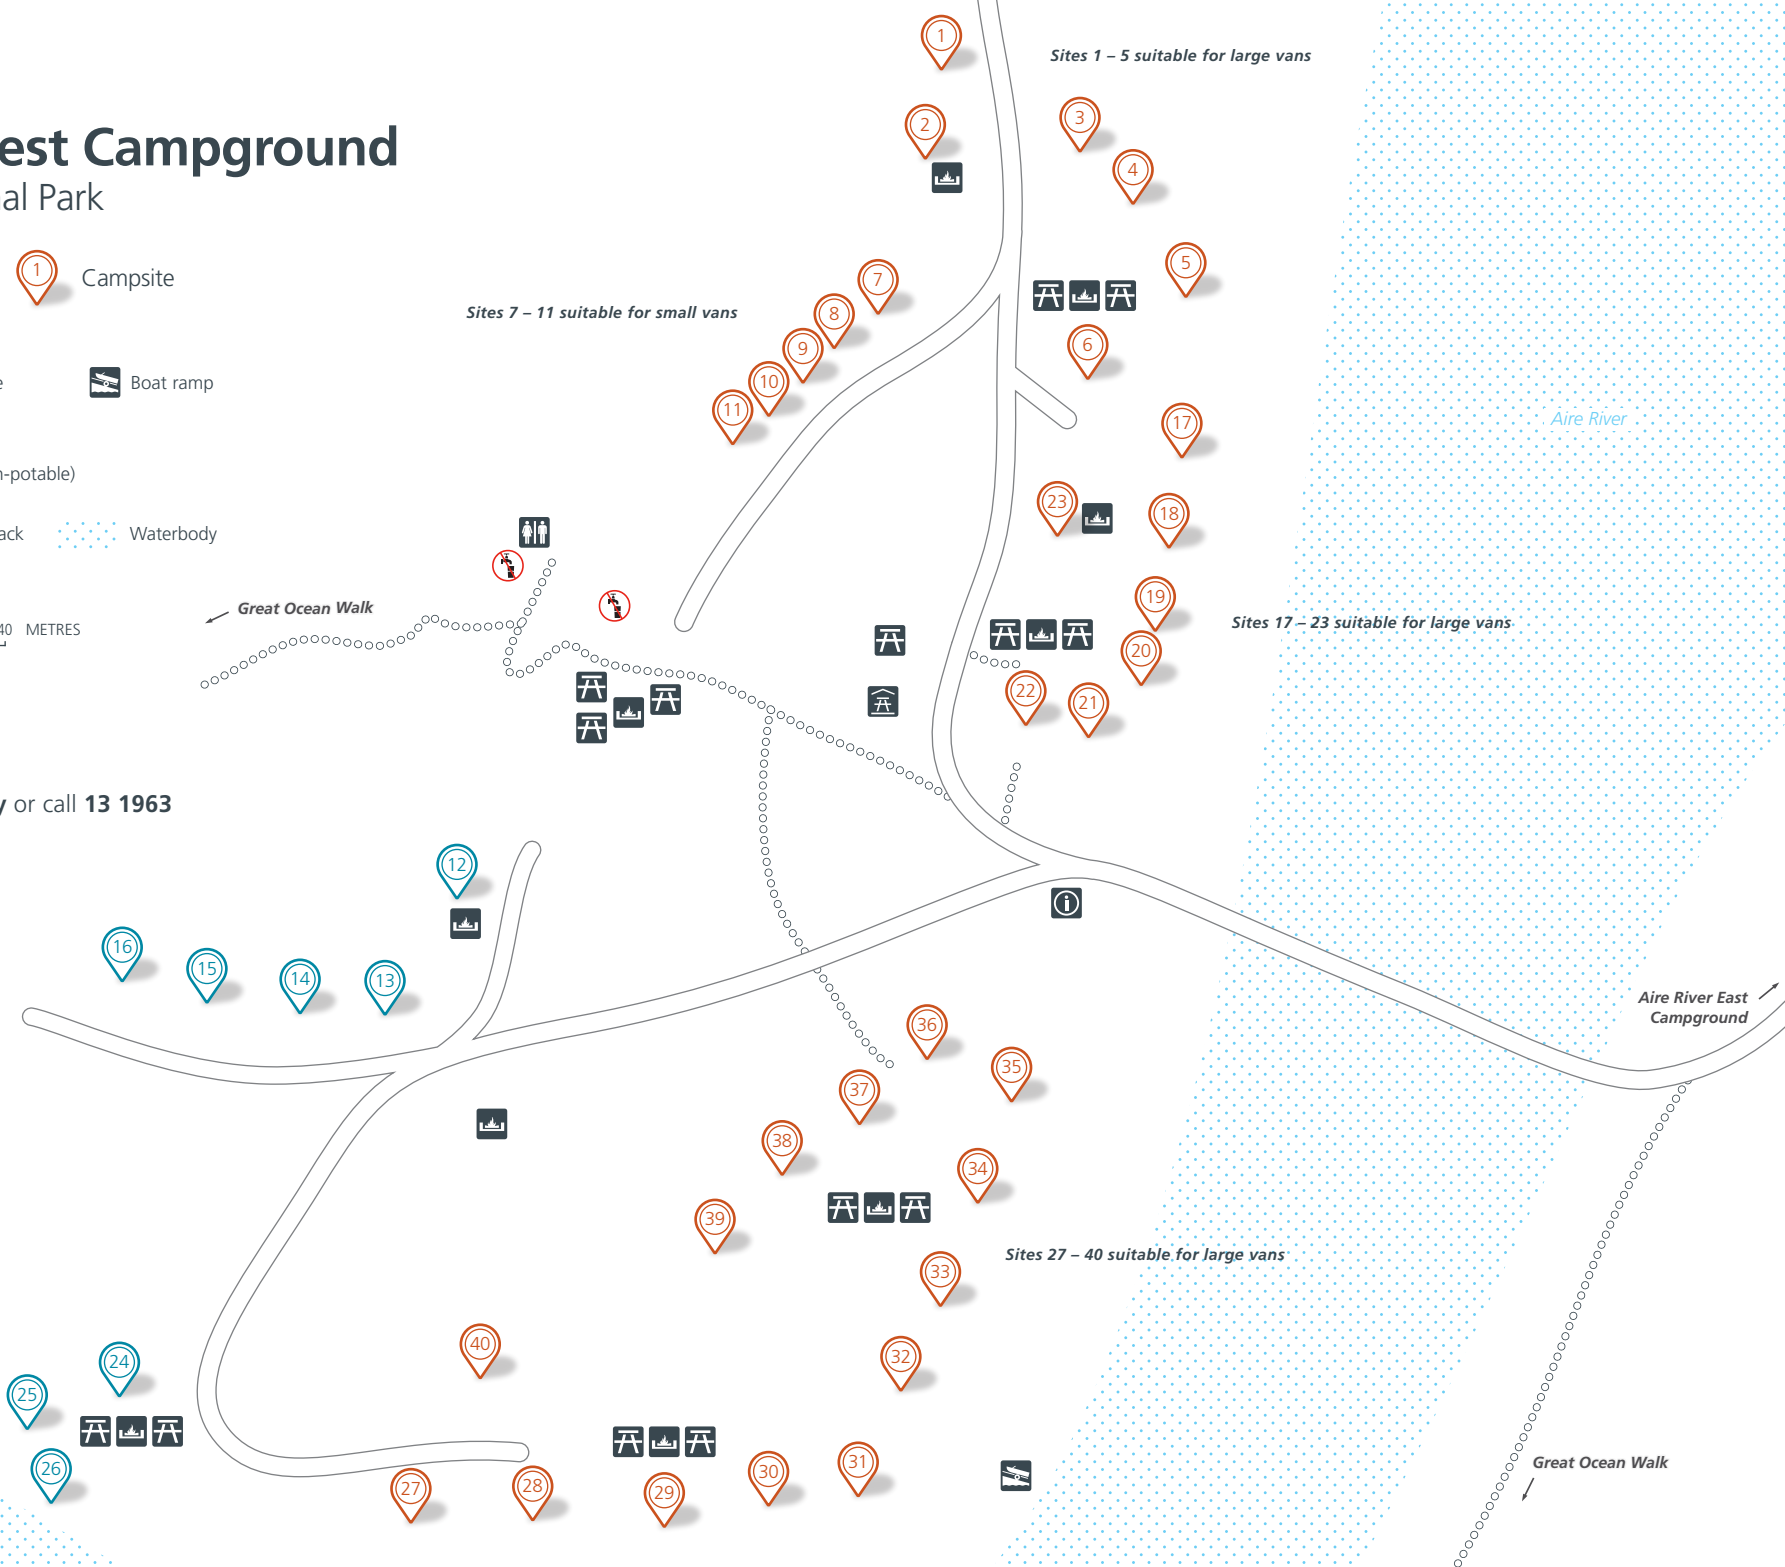 est Campground
al Park
1 Campsite
e
Boat ramp
n-potable)
ack
Waterbody
40 METRES
y or call 13 1963
Sites 1 – 5 suitable for large vans
Sites 7 – 11 suitable for small vans
Sites 17 – 23 suitable for large vans
Sites 27 – 40 suitable for large vans
Great Ocean Walk
Aire River
Aire River East
Campground
Great Ocean Walk
1
2
3
4
5
6
7
8
9
10
11
17
23
18
19
20
22
21
12
16
15
14
13
36
35
37
38
34
39
33
40
32
24
25
26
27
28
29
30
31